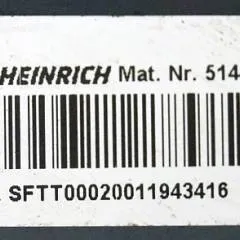 HEINRICH Mat. Nr. 514
SFTT00020011943416